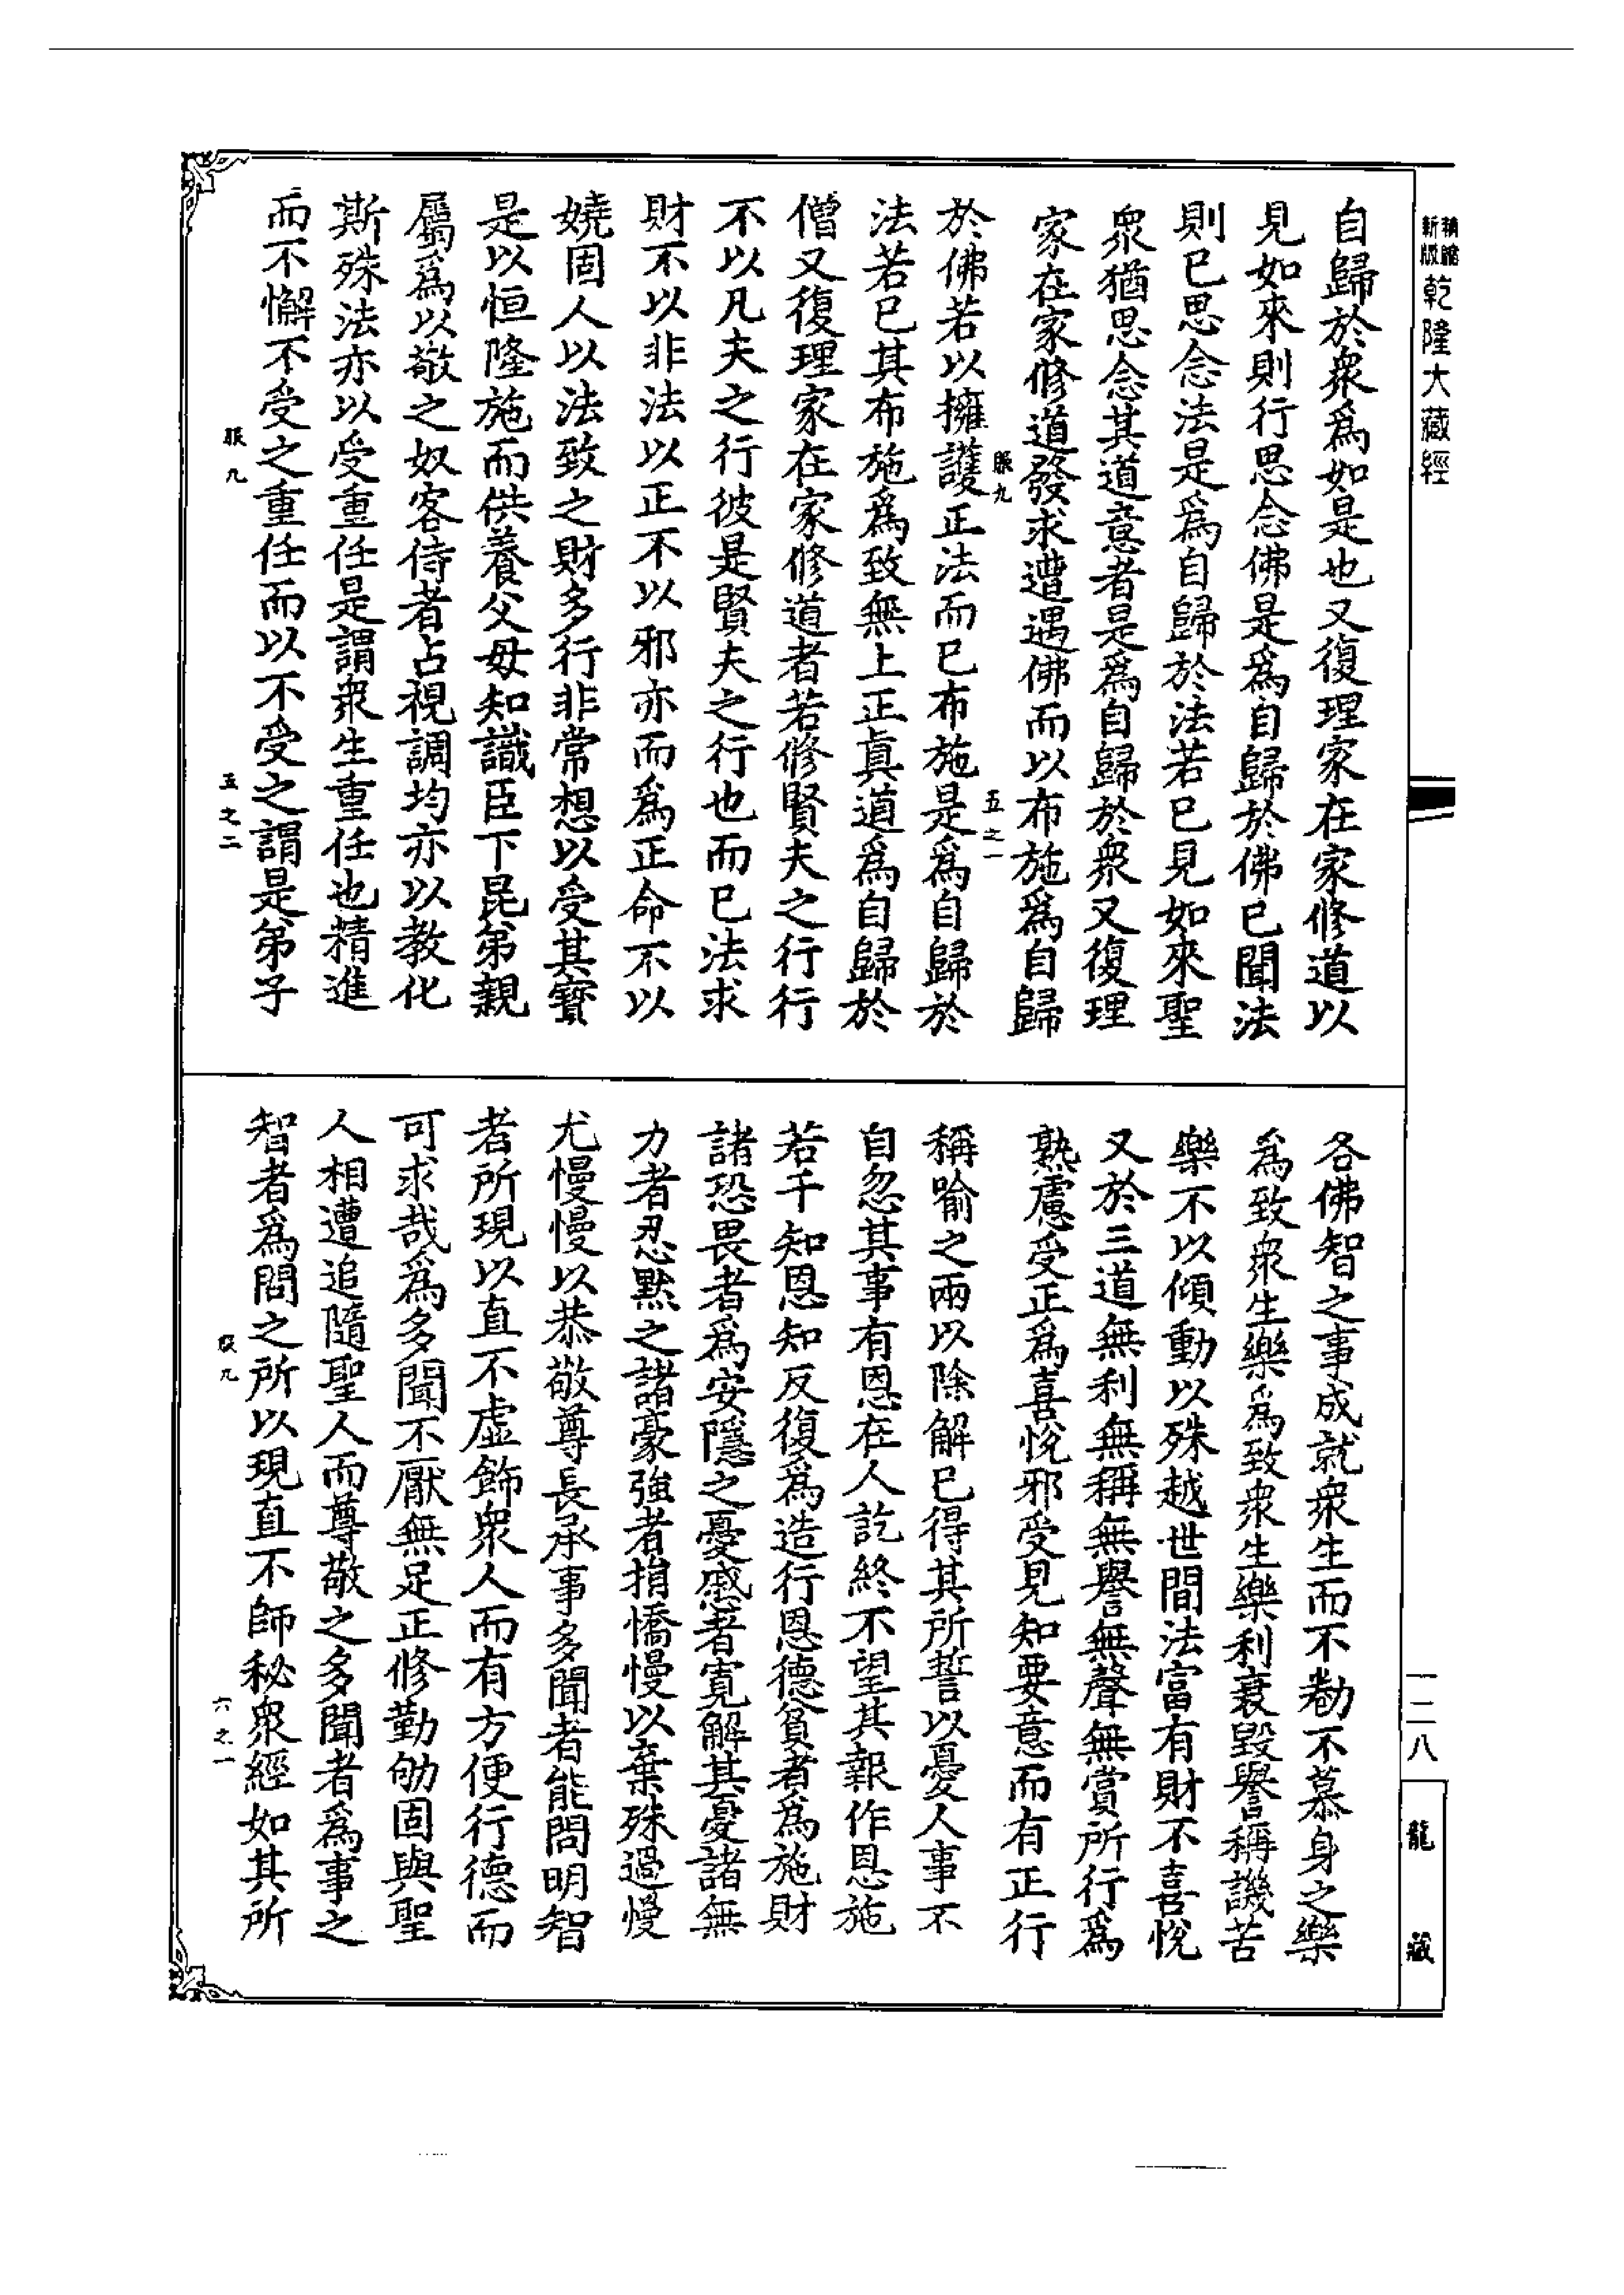 新版
精縮
乾隆大藏經
自歸於衆爲如是也又復理家在家修道以
見如來則行思念佛是爲自歸於佛已聞法
則已思念法是爲自歸於法若已見如來聖
衆猶思念其道意者是爲自歸於衆又復理
家在家修道發求遭遇佛而以布施爲自歸
服九
五之一
於佛若以擁護正法而已布施是爲自歸於
法若已其布施爲致無上正眞道爲自歸於
僧又復理家在家修道者若修賢夫之行行
不以凡夫之行彼是賢夫之行也而已法求
財不以非法以正不以邪亦而爲正命不以
嬈固人以法致之財多行非常想以受其寶
是以恒隆施而供養父母知識臣下昆弟親
屬爲以敬之奴客侍者占視調均亦以教化
斯殊法亦以受重任是謂衆生重任也精進
而不懈不受之重任而以不受之謂是弟子
服九
五之二
各佛智之事成就衆生而不勌不慕身之樂
爲致衆生樂爲致衆生樂利衰毀譽稱譏苦
樂不以傾動以殊越世間法富有財不喜悅
又於三道無利無稱無譽無聲無賞所行爲
熟慮受正爲喜悅邪受見知要意而有正行
稱喻之兩以除解已得其所誓以憂人事不
自忽其事有恩在人訖終不望其報作恩施
若干知恩知反復爲造行恩德貧者爲施財
諸恐畏者爲安隱之憂慼者寬解其憂諸無
力者忍默之諸豪強者捐憍慢以棄殊過慢
尤慢慢以恭敬尊長承事多聞者能問明智
者所現以直不虛飾衆人而有方便行德而
可求哉爲多聞不厭無足正修勤劬固與聖
人相遭追隨聖人而尊敬之多聞者爲事之
智者爲問之所以現直不師秘衆經如其所
服九
六之一
一二八
龍藏